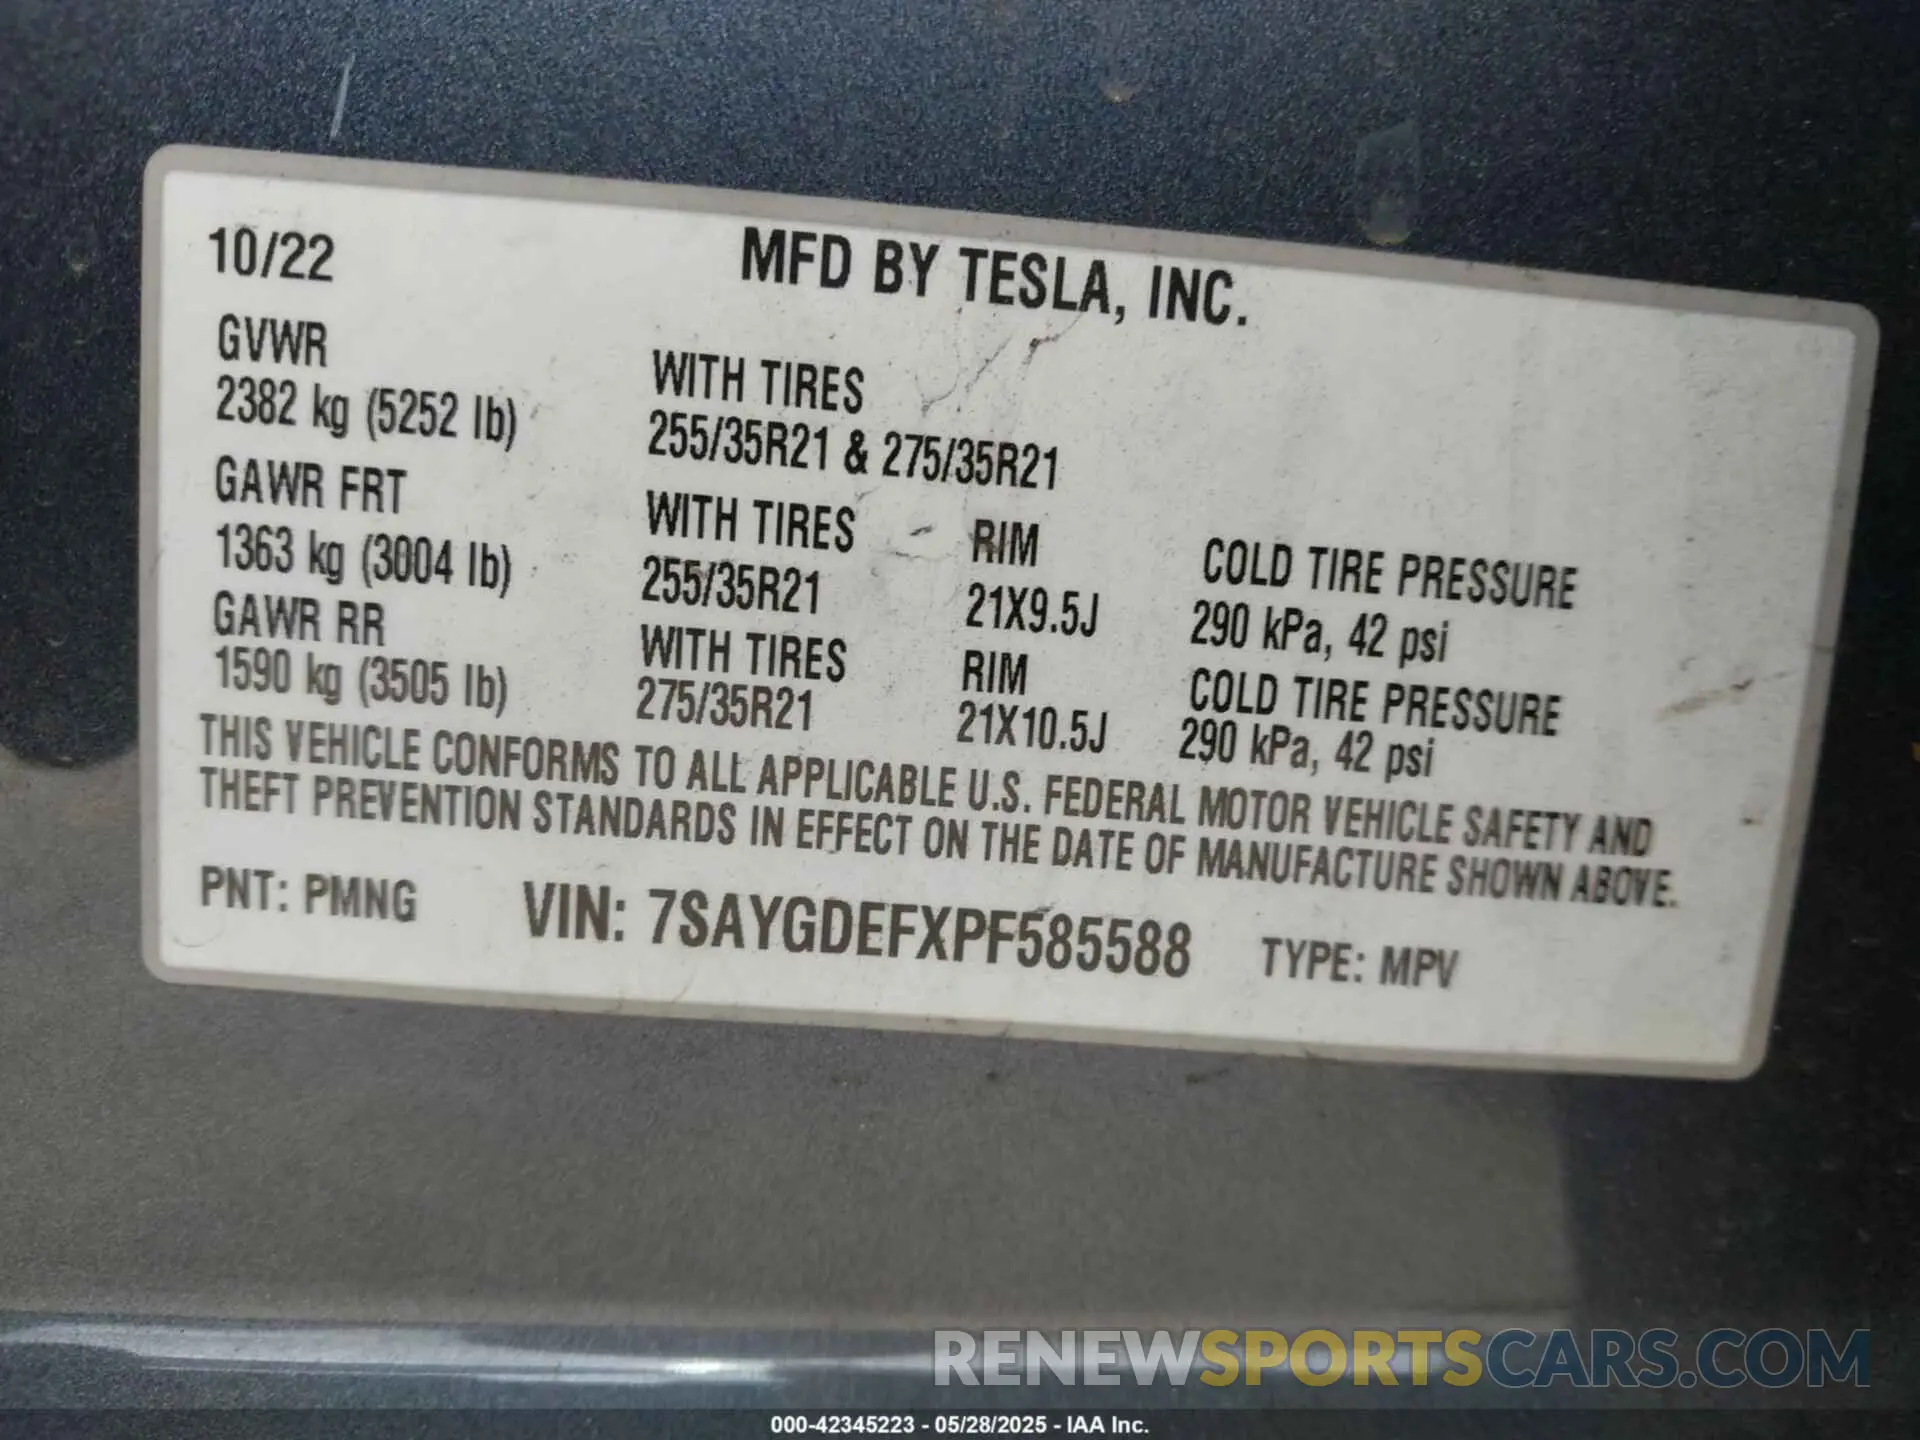 10/22 MFD BY TESLA, INC.
GVWR WITH TIRES
2382 kg (5252 lb) 255/35R21 & 275/35R21
GAWR FRT WITH TIRES RIM COLD TIRE PRESSURE
1363 kg (3004 lb) 255/35R21 21X9.5J 290 kPa, 42 psi
GAWR RR WITH TIRES RIM COLD TIRE PRESSURE
1590 kg (3505 lb) 275/35R21 21X10.5J 290 kPa, 42 psi
THIS VEHICLE CONFORMS TO ALL APPLICABLE U.S. FEDERAL MOTOR VEHICLE SAFETY AND
THEFT PREVENTION STANDARDS IN EFFECT ON THE DATE OF MANUFACTURE SHOWN ABOVE.
PNT: PMNG VIN: 7SAYGDEFXPF585588 TYPE: MPV
RENEWSPORTSCARS.COM
000-42345223 - 05/28/2025 - IAA Inc.